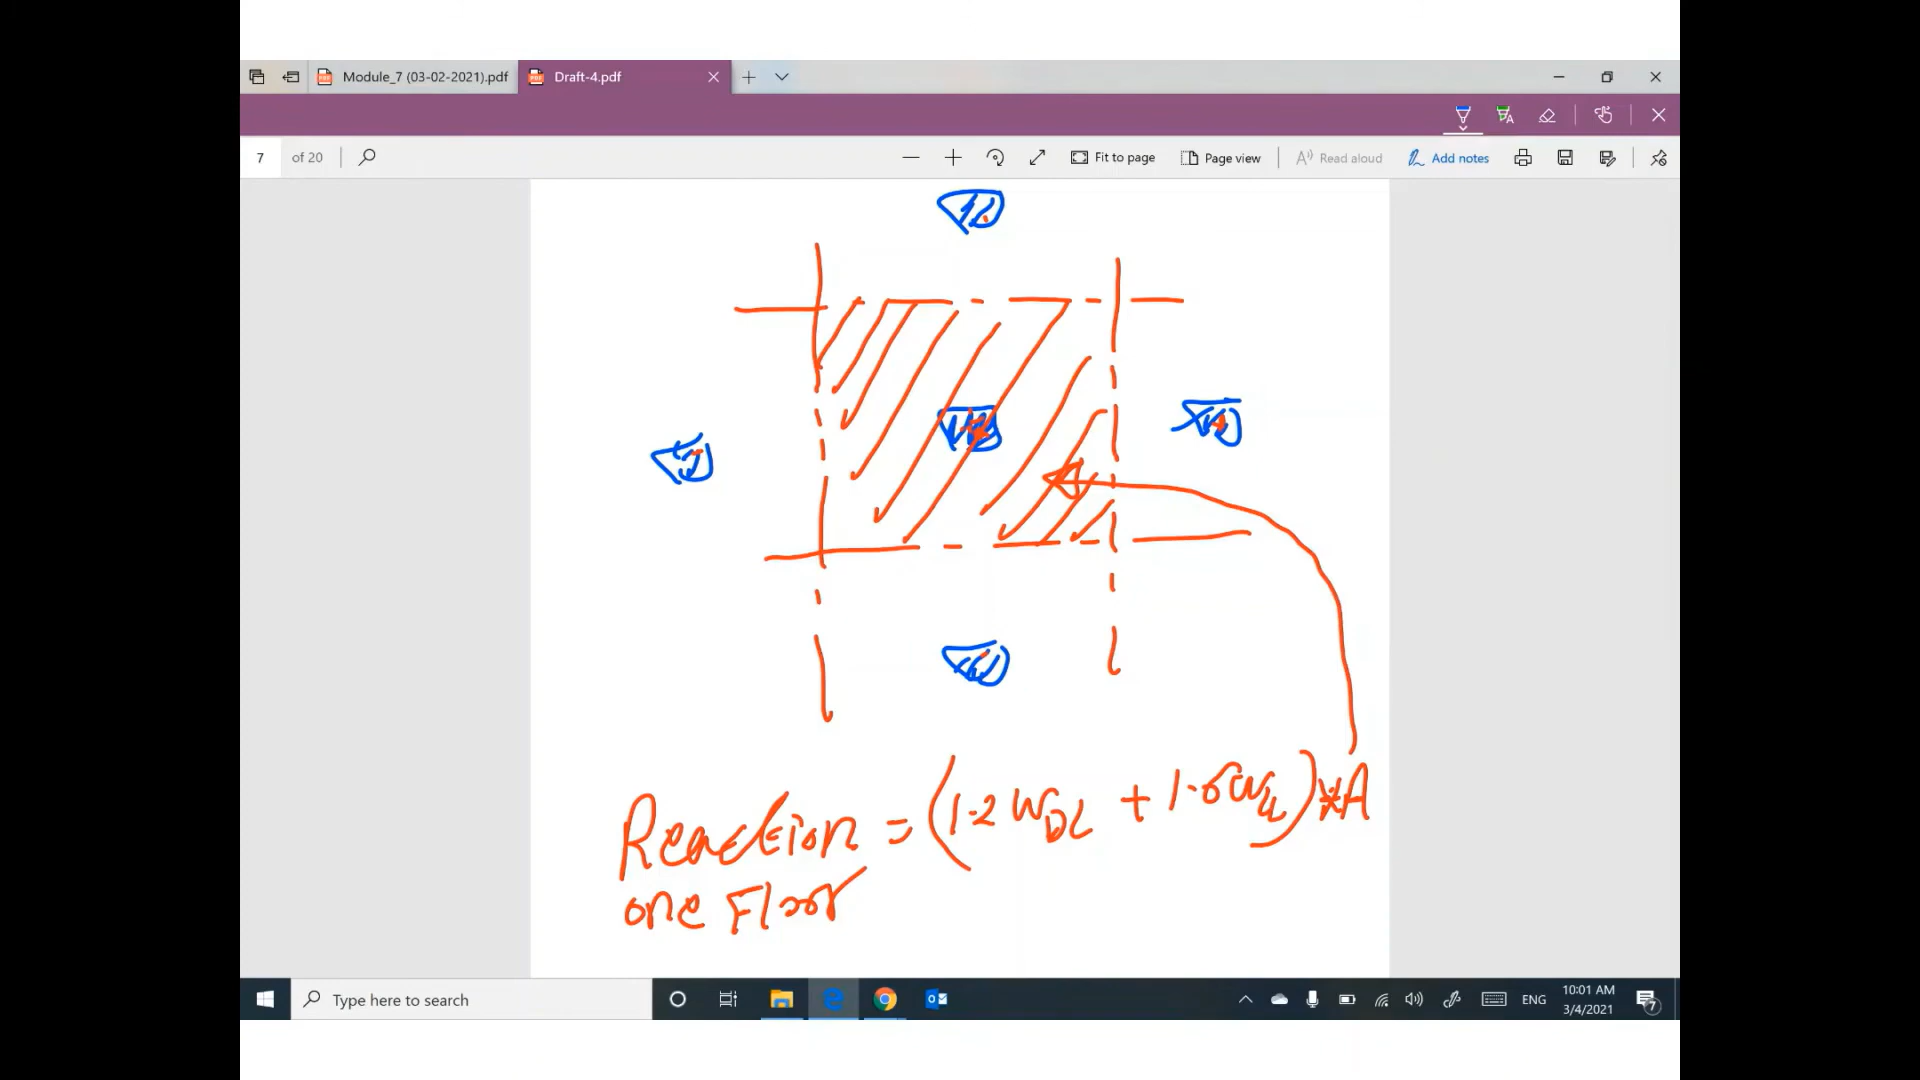 Module_7 (03-02-2021).pdf Draft-4.pdf
7 of 20 Fit to page Page view Read aloud Add notes
Reaction = (1.2 WDL + 1.6 WLL) * A
one Floor
Type here to search
ENG
10:01 AM
3/4/2021
7